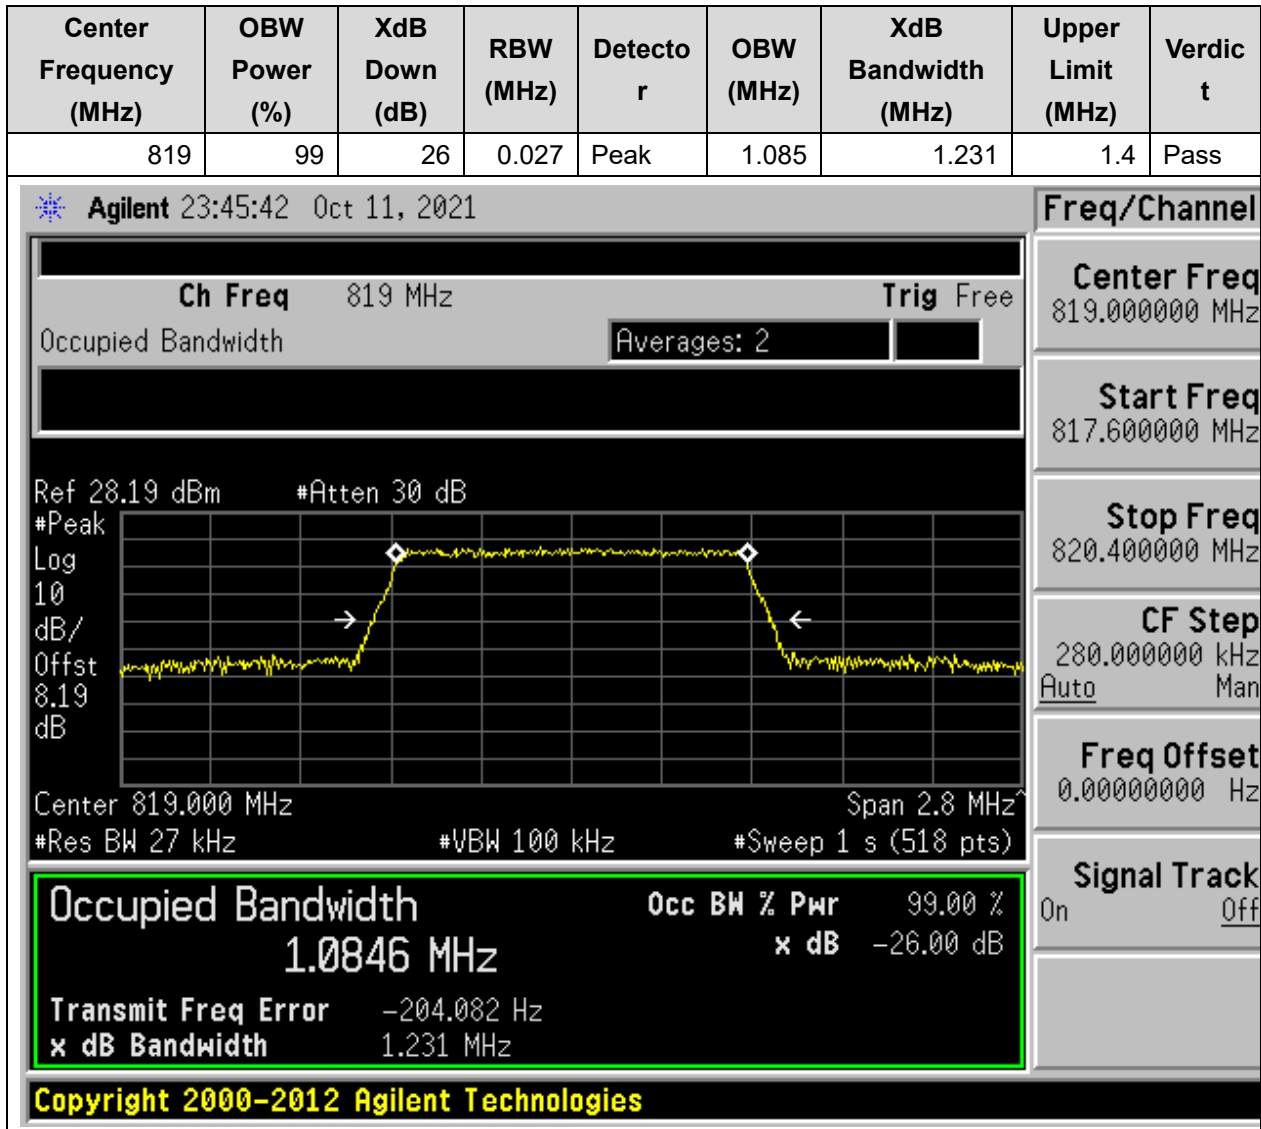 Center Frequency (MHz) OBW Power (%) XdB Down (dB) RBW (MHz) Detector OBW (MHz) XdB Bandwidth (MHz) Upper Limit (MHz) Verdict
819 99 26 0.027 Peak 1.085 1.231 1.4 Pass
Agilent 23:45:42 Oct 11, 2021
Freq/Channel
Ch Freq 819 MHz Trig Free
Occupied Bandwidth Averages: 2
Center Freq
819.000000 MHz
Start Freq
817.600000 MHz
Stop Freq
820.400000 MHz
CF Step
280.000000 kHz
Auto Man
Freq Offset
0.00000000 Hz
Signal Track
On Off
Ref 28.19 dBm #Atten 30 dB
#Peak
Log
10
dB/
Offst
8.19
dB
Center 819.000 MHz Span 2.8 MHz^
#Res BW 27 kHz #VBW 100 kHz #Sweep 1 s (518 pts)
Occupied Bandwidth Occ BW % Pwr 99.00 %
1.0846 MHz x dB -26.00 dB
Transmit Freq Error -204.082 Hz
x dB Bandwidth 1.231 MHz
Copyright 2000-2012 Agilent Technologies